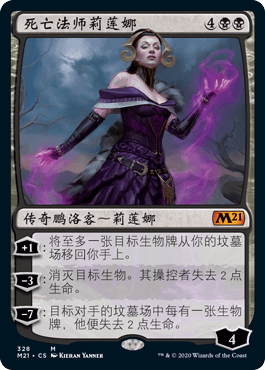 死亡法师莉莲娜 4
传奇鹏洛客～莉莲娜 M21
+1：将至多一张目标生物牌从你的坟墓
场移回你手上。
-3：消灭目标生物。其操控者失去2点
生命。
-7：目标对手的坟墓场中每有一张生物
牌，他便失去2点生命。
4
328 M
M21 • CS KIERAN YANNER
™ & © 2020 Wizards of the Coast